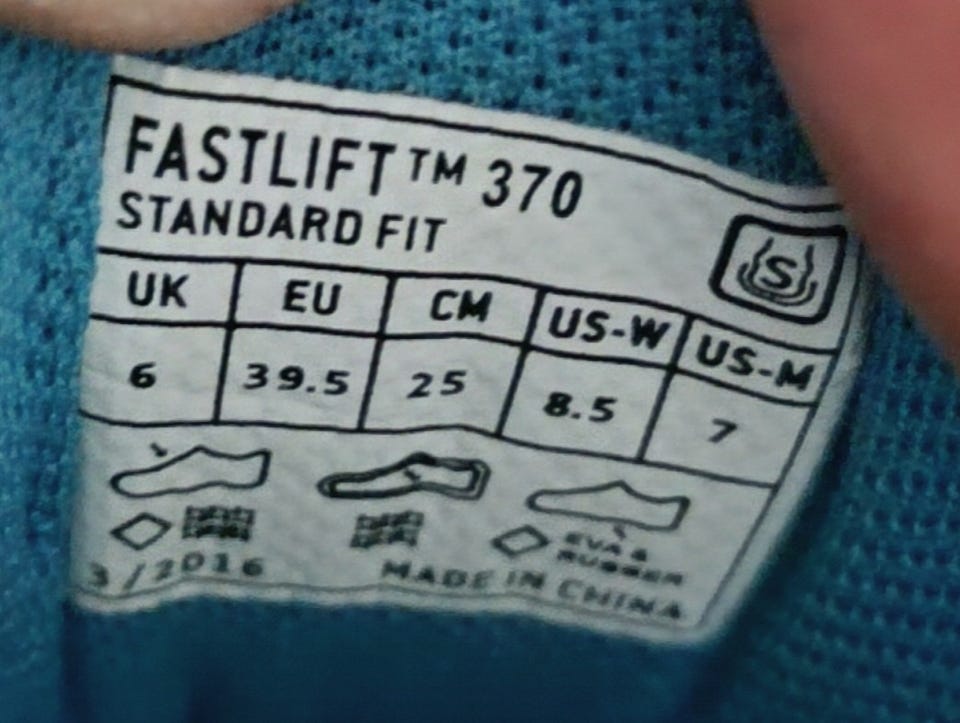 FASTLIFT™ 370
STANDARD FIT
S
UK EU CM US-W US-M
6 39.5 25 8.5 7
EVA &
RUBBER
3/2016 MADE IN CHINA